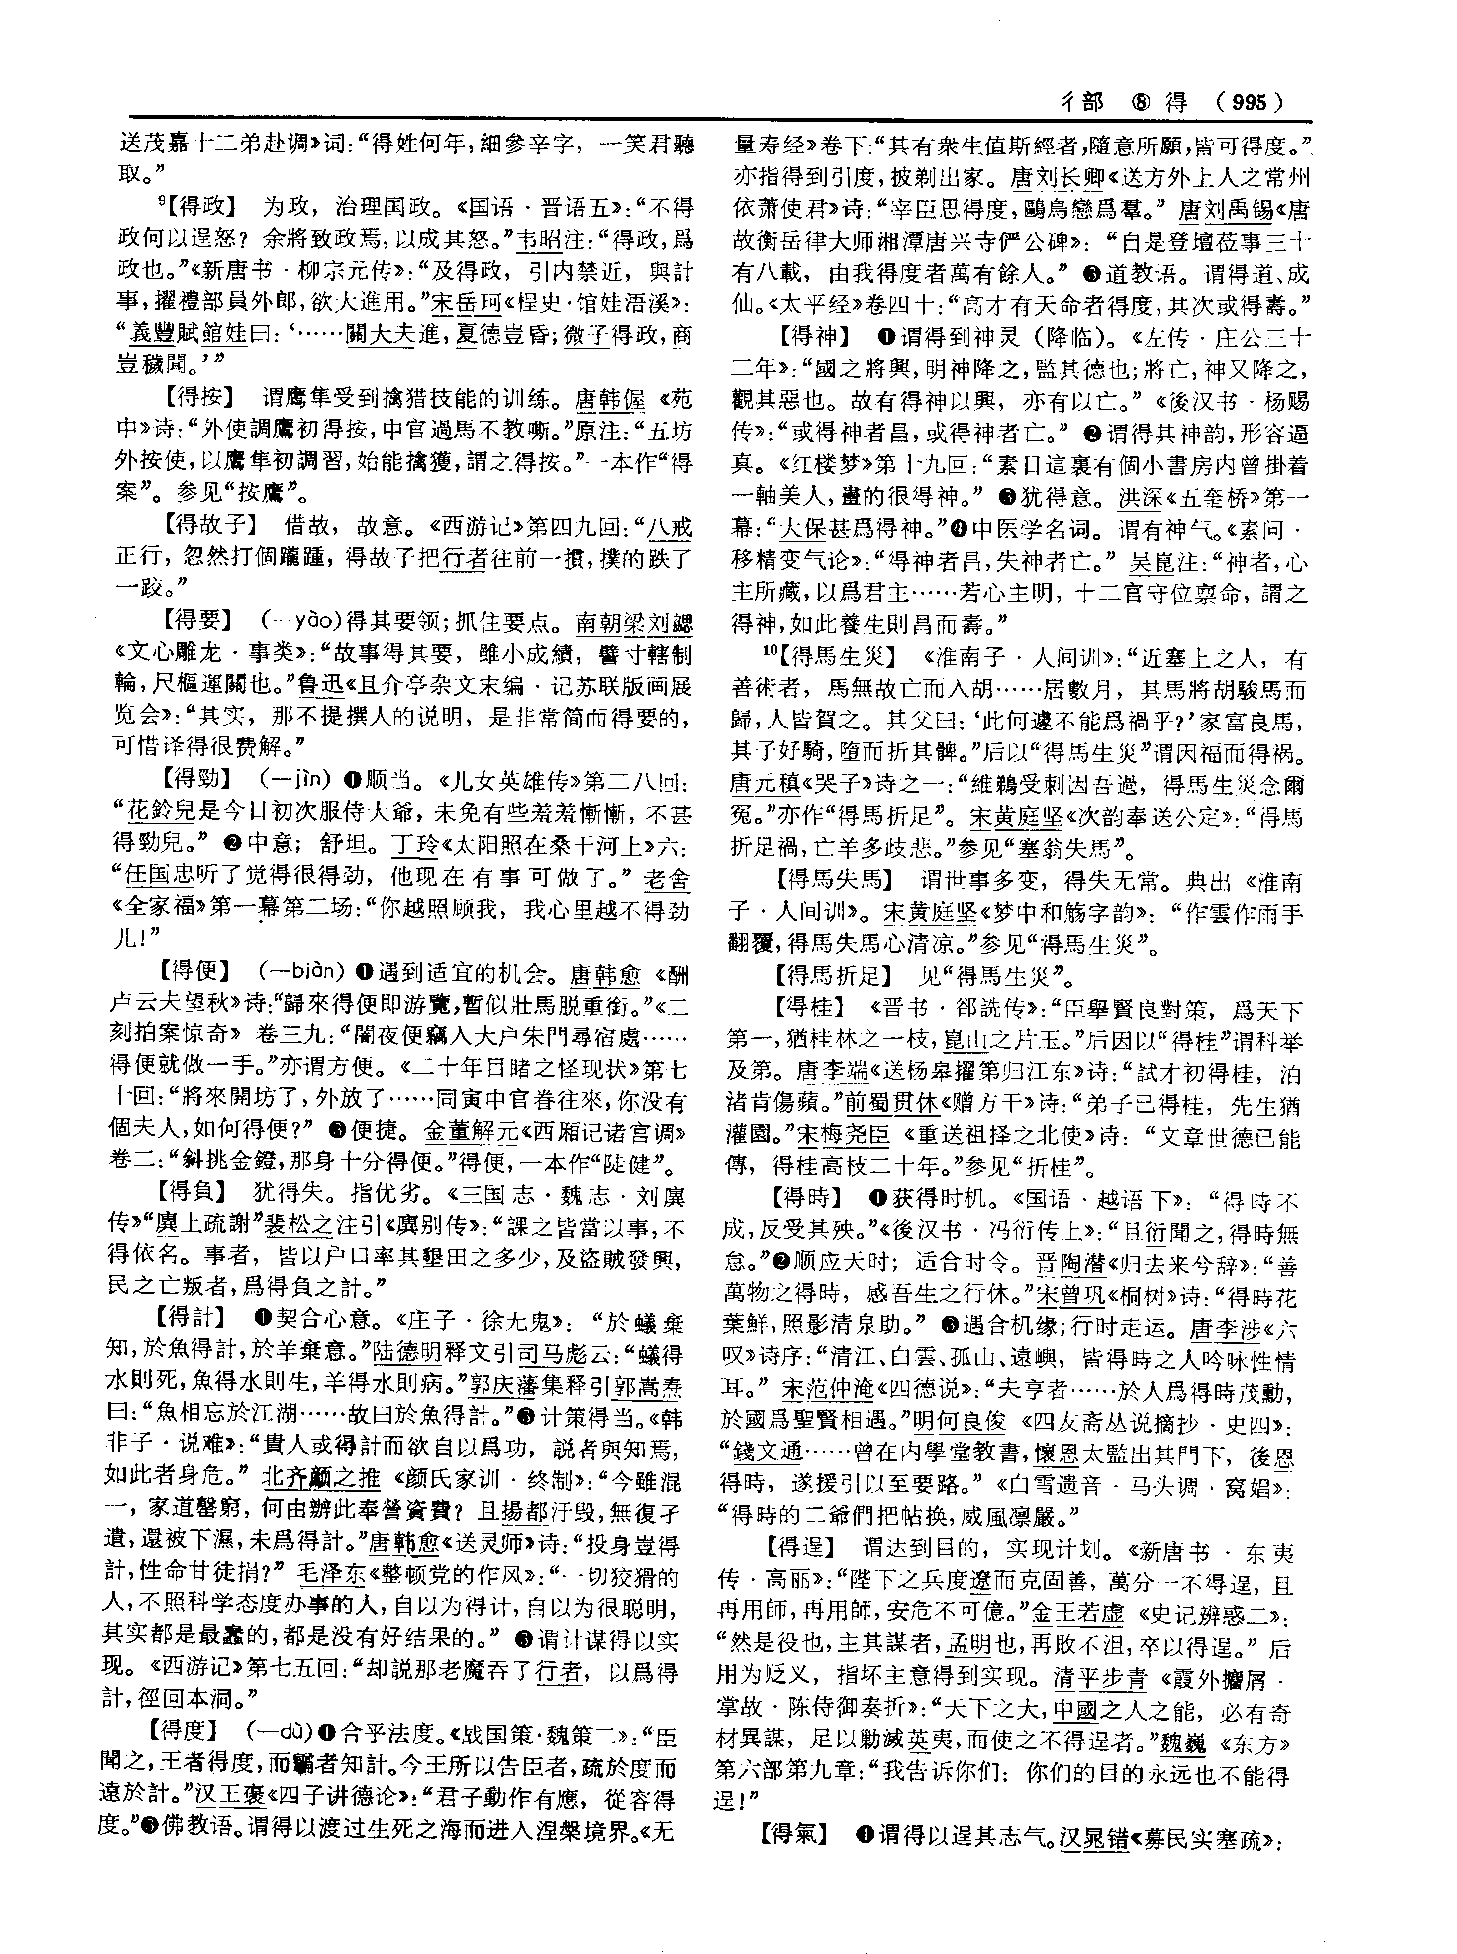 彳部 ⑧ 得 （995）
送茂嘉十二弟赴调》词:“得姓何年,細參辛字，一笑君聽
取。”
⁹【得政】 为政，治理国政。《国语·晋语五》:“不得
政何以逞怒？余將致政焉,以成其怒。”韦昭注:“得政,爲
政也。”《新唐书·柳宗元传》:“及得政，引内禁近，與計
事,擢禮部員外郎,欲大進用。”宋岳珂《桯史·馆娃浯溪》:
“義豐賦館娃曰:‘……關大夫進,夏德豈昏;微子得政,商
豈穢聞。’”
【得按】 谓鹰隼受到擒猎技能的训练。唐韩偓《苑
中》诗:“外使調鷹初得按,中官過馬不教嘶。”原注:“五坊
外按使,以鷹隼初調習,始能擒獲,謂之得按。”一本作“得
案”。参见“按鷹”。
【得故子】 借故，故意。《西游记》第四九回:“八戒
正行，忽然打個躘踵，得故子把行者往前一摜,撲的跌了
一跤。”
【得要】 (一yào)得其要领;抓住要点。南朝梁刘勰
《文心雕龙·事类》:“故事得其要，雖小成績，譬寸轄制
輪,尺樞運關也。”鲁迅《且介亭杂文末编·记苏联版画展
览会》:“其实，那不提撰人的说明，是非常简而得要的，
可惜译得很费解。”
【得勁】 (一jìn)❶顺当。《儿女英雄传》第二八回:
“花鈴兒是今日初次服侍大爺，未免有些羞羞慚慚，不甚
得勁兒。”❷中意；舒坦。丁玲《太阳照在桑干河上》六:
“任国忠听了觉得很得劲，他现在有事可做了。”老舍
《全家福》第一幕第二场:“你越照顾我，我心里越不得劲
儿!”
【得便】 (一biàn)❶遇到适宜的机会。唐韩愈《酬
卢云夫望秋》诗:“歸來得便即游覽,暫似壯馬脱重銜。”《二
刻拍案惊奇》卷三九:“闇夜便竊入大户朱門尋宿處……
得便就做一手。”亦谓方便。《二十年目睹之怪现状》第七
十回:“將來開坊了,外放了……同寅中官眷往來,你没有
個夫人,如何得便?”❸便捷。金董解元《西厢记诸宫调》
卷二:“斜挑金鐙,那身十分得便。”得便,一本作“陡健”。
【得負】 犹得失。指优劣。《三国志·魏志·刘廙
传》“廙上疏謝”裴松之注引《廙别传》:“課之皆當以事,不
得依名。事者，皆以户口率其墾田之多少,及盜賊發興，
民之亡叛者,爲得負之計。”
【得計】 ❶契合心意。《庄子·徐无鬼》:“於蟻棄
知,於魚得計,於羊棄意。”陆德明释文引司马彪云:“蟻得
水則死,魚得水則生,羊得水則病。”郭庆藩集释引郭嵩焘
曰:“魚相忘於江湖……故曰於魚得計。”❷计策得当。《韩
非子·说难》:“貴人或得計而欲自以爲功，説者與知焉，
如此者身危。”北齐颜之推《颜氏家训·终制》:“今雖混
一，家道罄窮，何由辦此奉營資費？且揚都汙毁,無復孑
遺,還被下濕,未爲得計。”唐韩愈《送灵师》诗:“投身豈得
計,性命甘徒捐?”毛泽东《整顿党的作风》:“一切狡猾的
人,不照科学态度办事的人,自以为得计,自以为很聪明，
其实都是最蠢的,都是没有好结果的。”❸谓计谋得以实
现。《西游记》第七五回:“却説那老魔吞了行者，以爲得
計,徑回本洞。”
【得度】 (一dù)❶合乎法度。《战国策·魏策二》:“臣
聞之,王者得度,而霸者知計。今王所以告臣者,疏於度而
遠於計。”汉王褒《四子讲德论》:“君子動作有應，從容得
度。”❷佛教语。谓得以渡过生死之海而进入涅槃境界。《无
量寿经》卷下:“其有衆生值斯經者,隨意所願,皆可得度。”
亦指得到引度,披剃出家。唐刘长卿《送方外上人之常州
依萧使君》诗:“宰臣思得度,鷗鳥戀爲羣。”唐刘禹锡《唐
故衡岳律大师湘潭唐兴寺俨公碑》:“自是登壇莅事三十
有八載，由我得度者萬有餘人。”❸道教语。谓得道、成
仙。《太平经》卷四十:“高才有天命者得度,其次或得壽。”
【得神】 ❶谓得到神灵（降临）。《左传·庄公三十
二年》:“國之將興,明神降之,監其德也;將亡,神又降之，
觀其惡也。故有得神以興，亦有以亡。”《後汉书·杨赐
传》:“或得神者昌,或得神者亡。”❷谓得其神韵,形容逼
真。《红楼梦》第十九回:“素日這裏有個小書房内曾掛着
一軸美人,畫的很得神。”❸犹得意。洪深《五奎桥》第一
幕:“大保甚爲得神。”❹中医学名词。谓有神气。《素问·
移精变气论》:“得神者昌,失神者亡。”吴崑注:“神者,心
主所藏,以爲君主……若心主明，十二官守位禀命，謂之
得神,如此養生則昌而壽。”
¹⁰【得馬生災】 《淮南子·人间训》:“近塞上之人，有
善術者，馬無故亡而入胡……居數月，其馬將胡駿馬而
歸,人皆賀之。其父曰:‘此何遽不能爲禍乎?’家富良馬，
其子好騎,墮而折其髀。”后以“得馬生災”谓因福而得祸。
唐元稹《哭子》诗之一:“維鵜受刺因吾過，得馬生災念爾
冤。”亦作“得馬折足”。宋黄庭坚《次韵奉送公定》:“得馬
折足禍,亡羊多歧悲。”参见“塞翁失馬”。
【得馬失馬】 谓世事多变，得失无常。典出《淮南
子·人间训》。宋黄庭坚《梦中和觞字韵》:“作雲作雨手
翻覆,得馬失馬心清凉。”参见“得馬生災”。
【得馬折足】 见“得馬生災”。
【得桂】 《晋书·郤詵传》:“臣舉賢良對策，爲天下
第一,猶桂林之一枝,崑山之片玉。”后因以“得桂”谓科举
及第。唐李端《送杨皋擢第归江东》诗:“試才初得桂，泊
渚肯傷蘋。”前蜀贯休《赠方干》诗:“弟子已得桂，先生猶
灌園。”宋梅尧臣《重送祖择之北使》诗:“文章世德已能
傳，得桂高枝二十年。”参见“折桂”。
【得時】 ❶获得时机。《国语·越语下》:“得時不
成,反受其殃。”《後汉书·冯衍传上》:“且衍聞之,得時無
怠。”❷顺应天时；适合时令。晋陶潜《归去来兮辞》:“善
萬物之得時，感吾生之行休。”宋曾巩《桐树》诗:“得時花
葉鮮,照影清泉助。”❸遇合机缘;行时走运。唐李涉《六
叹》诗序:“清江、白雲、孤山、遠嶼，皆得時之人吟咏性情
耳。”宋范仲淹《四德说》:“夫亨者……於人爲得時茂勳，
於國爲聖賢相遇。”明何良俊《四友斋丛说摘抄·史四》:
“錢文通……曾在内學堂教書,懷恩太監出其門下，後恩
得時，遂援引以至要路。”《白雪遗音·马头调·窝娼》:
“得時的二爺們把帖换,威風凛嚴。”
【得逞】 谓达到目的，实现计划。《新唐书·东夷
传·高丽》:“陛下之兵度遼而克固善，萬分一不得逞，且
再用師,再用師,安危不可億。”金王若虚《史记辨惑二》:
“然是役也,主其謀者,孟明也,再敗不沮,卒以得逞。”后
用为贬义，指坏主意得到实现。清平步青《霞外攟屑·
掌故·陈侍御奏折》:“天下之大,中國之人之能，必有奇
材異謀，足以勦滅英夷,而使之不得逞者。”魏巍《东方》
第六部第九章:“我告诉你们：你们的目的永远也不能得
逞!”
【得氣】 ❶谓得以逞其志气。汉晁错《募民实塞疏》: